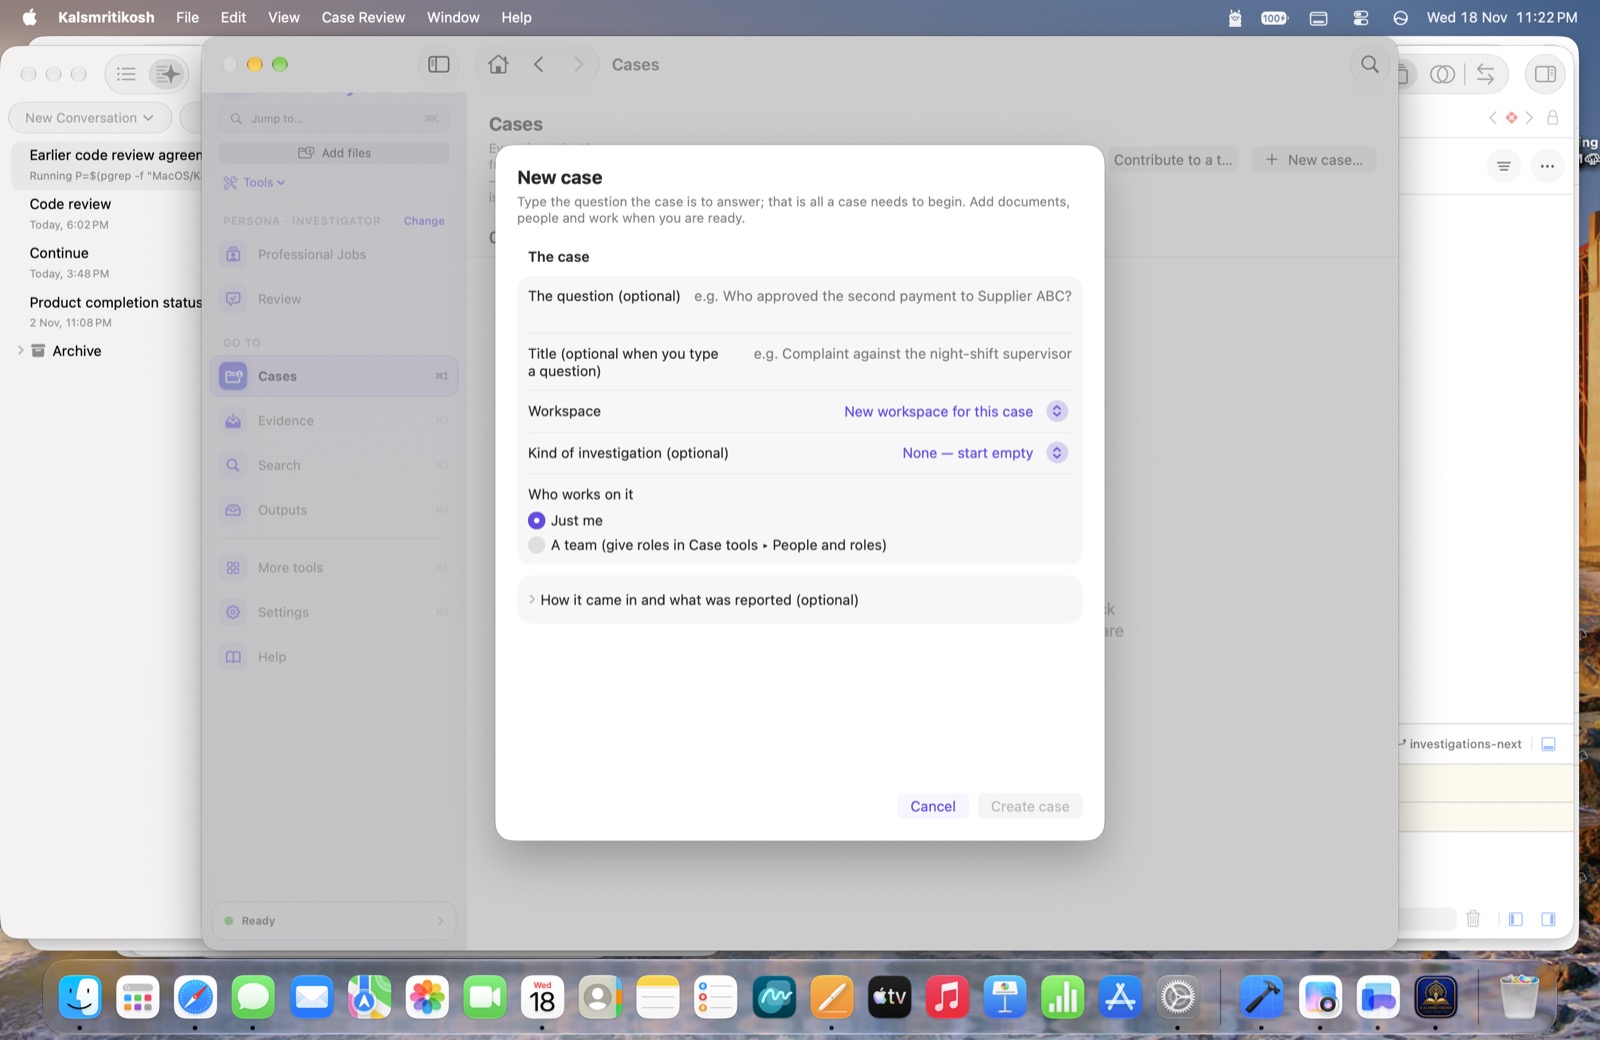 Kalsmritikosh File Edit View Case Review Window Help
100 Wed 18 Nov 11:22 PM
Cases
New Conversation
Earlier code review agreen
Running P=$(pgrep -f "MacOS/K
Code review
Today, 6:02 PM
Continue
Today, 3:48 PM
Product completion status
2 Nov, 11:08 PM
Archive
Jump to... ⌘K
Add files
Tools
PERSONA · INVESTIGATOR Change
Professional Jobs
Review
GO TO
Cases ⌘1
Evidence ⌘2
Search ⌘3
Outputs ⌘4
More tools
Settings
Help
Ready
Cases
Contribute to a t...
+ New case...
New case
Type the question the case is to answer; that is all a case needs to begin. Add documents,
people and work when you are ready.
The case
The question (optional) e.g. Who approved the second payment to Supplier ABC?
Title (optional when you type
a question)
e.g. Complaint against the night-shift supervisor
Workspace New workspace for this case
Kind of investigation (optional) None — start empty
Who works on it
Just me
A team (give roles in Case tools ▸ People and roles)
How it came in and what was reported (optional)
Cancel Create case
investigations-next
Wed
18
tv